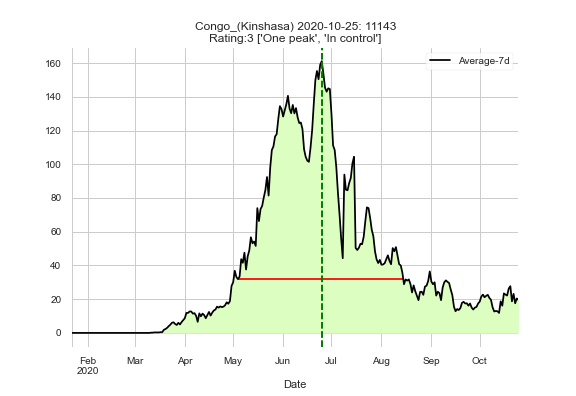 Congo_(Kinshasa) 2020-10-25: 11143
Rating:3 ['One peak', 'In control']
Average-7d
160
140
120
100
80
60
40
20
0
Feb Mar Apr May Jun Jul Aug Sep Oct
2020
Date